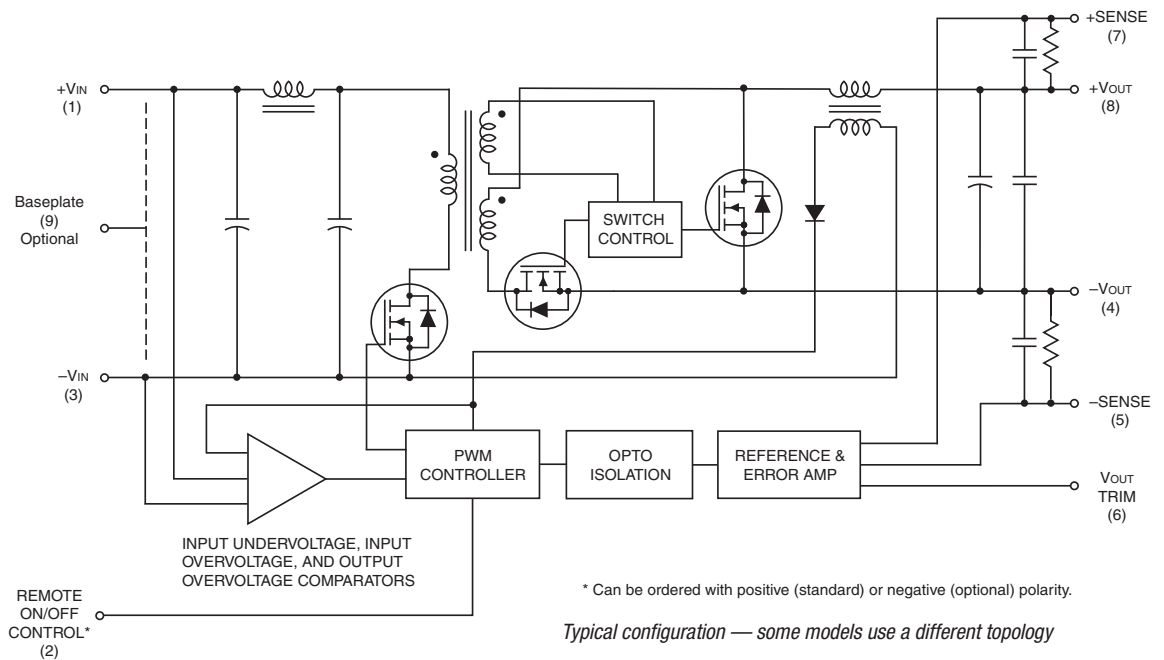 +SENSE
(7)
+VIN
(1)
+VOUT
(8)
Baseplate
(9)
Optional
SWITCH
CONTROL
–VOUT
(4)
–VIN
(3)
–SENSE
(5)
PWM
CONTROLLER
OPTO
ISOLATION
REFERENCE &
ERROR AMP
VOUT
TRIM
(6)
INPUT UNDERVOLTAGE, INPUT
OVERVOLTAGE, AND OUTPUT
OVERVOLTAGE COMPARATORS
REMOTE
ON/OFF
CONTROL*
(2)
* Can be ordered with positive (standard) or negative (optional) polarity.
Typical configuration — some models use a different topology